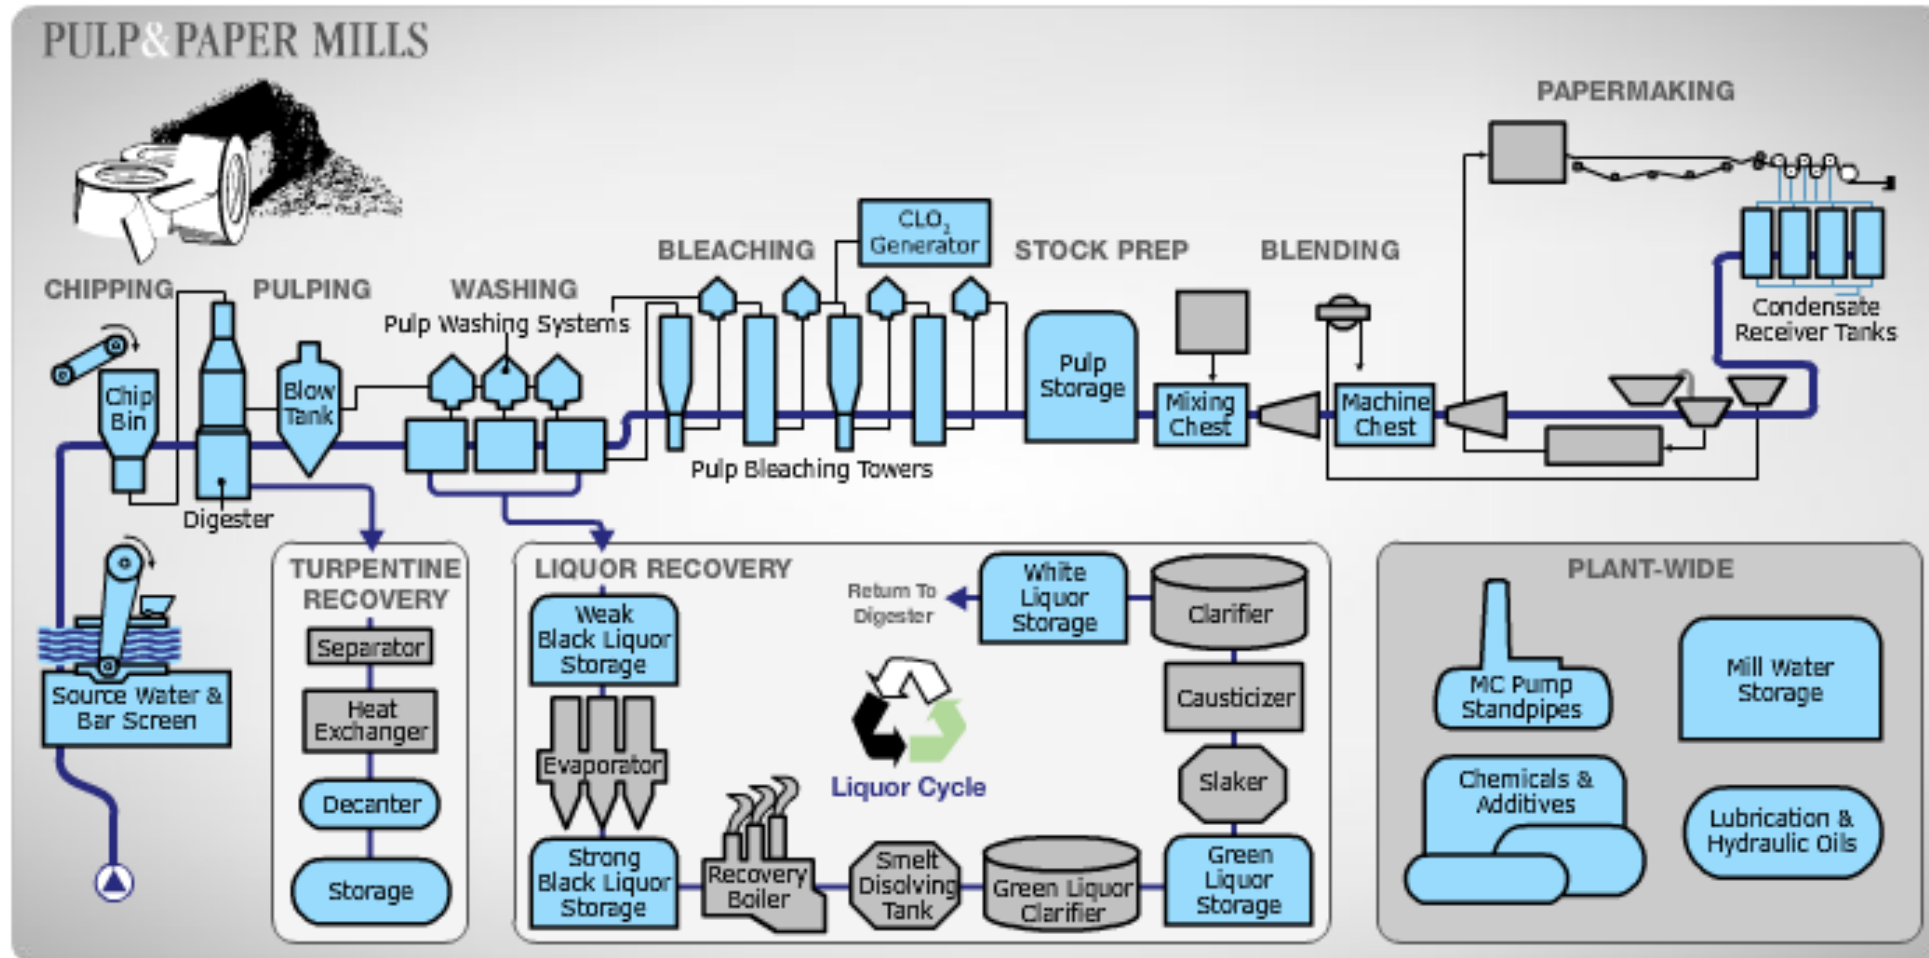 PULP&PAPER MILLS
PAPERMAKING
CLO2
Generator
BLEACHING
STOCK PREP
BLENDING
CHIPPING
PULPING
WASHING
Pulp Washing Systems
Condensate
Receiver Tanks
Chip
Bin
Blow
Tank
Pulp
Storage
Mixing
Chest
Machine
Chest
Pulp Bleaching Towers
Digester
TURPENTINE
RECOVERY
Separator
Heat
Exchanger
Decanter
Storage
LIQUOR RECOVERY
Weak
Black Liquor
Storage
Evaporator
Strong
Black Liquor
Storage
Recovery
Boiler
Smelt
Disolving
Tank
Green Liquor
Clarifier
Green
Liquor
Storage
Slaker
Causticizer
Clarifier
White
Liquor
Storage
Return To
Digester
Liquor Cycle
Source Water &
Bar Screen
PLANT-WIDE
MC Pump
Standpipes
Mill Water
Storage
Chemicals &
Additives
Lubrication &
Hydraulic Oils